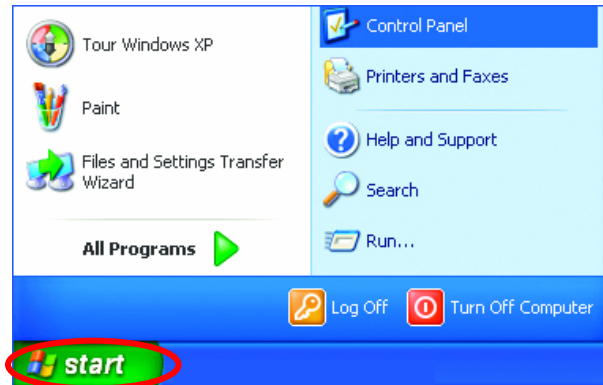 Tour Windows XP
Paint
Files and Settings Transfer
Wizard
All Programs
Control Panel
Printers and Faxes
Help and Support
Search
Run...
Log Off
Turn Off Computer
start